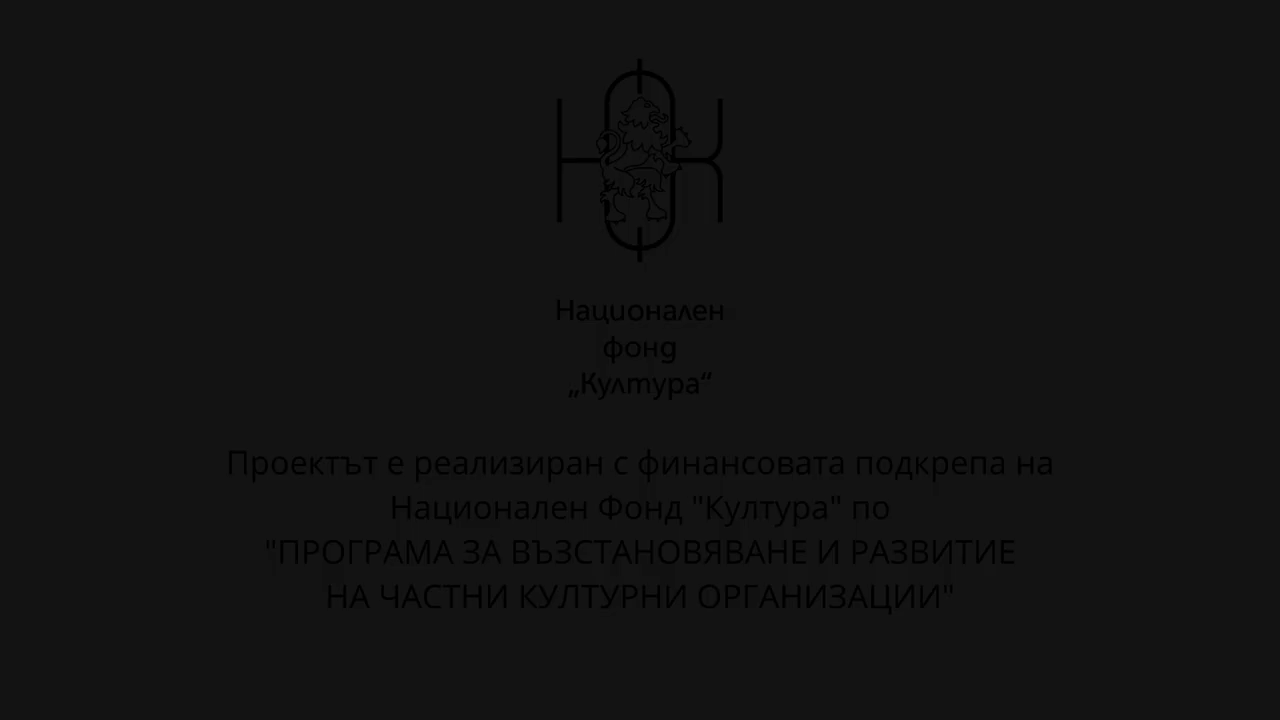 Национален
фонд
„Култура“
Проектът е реализиран с финансовата подкрепа на
Национален Фонд "Култура" по
"ПРОГРАМА ЗА ВЪЗСТАНОВЯВАНЕ И РАЗВИТИЕ
НА ЧАСТНИ КУЛТУРНИ ОРГАНИЗАЦИИ"